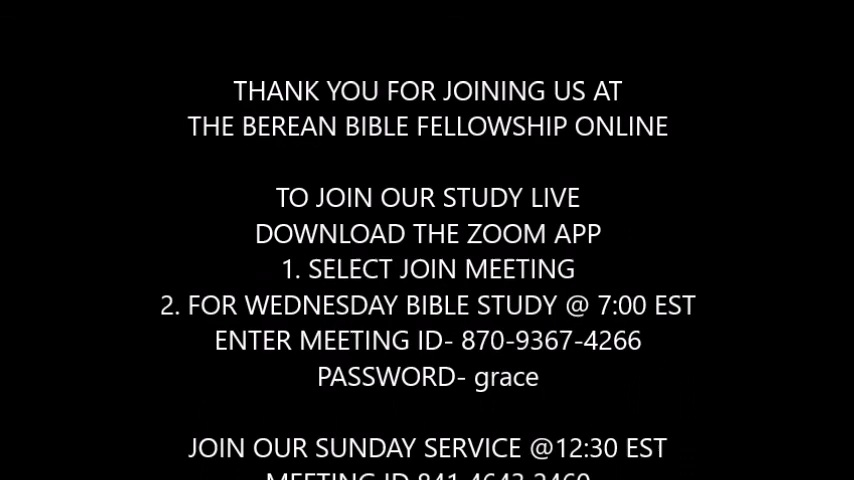 THANK YOU FOR JOINING US AT
THE BEREAN BIBLE FELLOWSHIP ONLINE
TO JOIN OUR STUDY LIVE
DOWNLOAD THE ZOOM APP
1. SELECT JOIN MEETING
2. FOR WEDNESDAY BIBLE STUDY @ 7:00 EST
ENTER MEETING ID- 870-9367-4266
PASSWORD- grace
JOIN OUR SUNDAY SERVICE @12:30 EST
MEETING ID